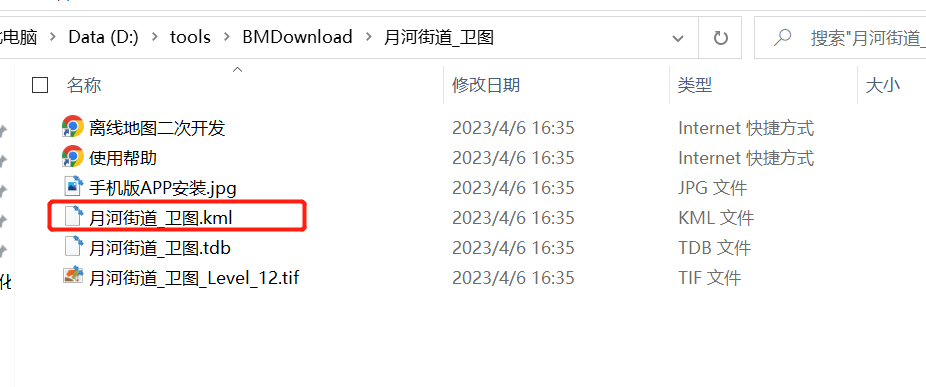 电脑 › Data (D:) › tools › BMDownload › 月河街道_卫图
搜索"月河街道_
名称 修改日期 类型 大小
离线地图二次开发 2023/4/6 16:35 Internet 快捷方式
使用帮助 2023/4/6 16:35 Internet 快捷方式
手机版APP安装.jpg 2023/4/6 16:35 JPG 文件
月河街道_卫图.kml 2023/4/6 16:35 KML 文件
月河街道_卫图.tdb 2023/4/6 16:35 TDB 文件
月河街道_卫图_Level_12.tif 2023/4/6 16:35 TIF 文件
化